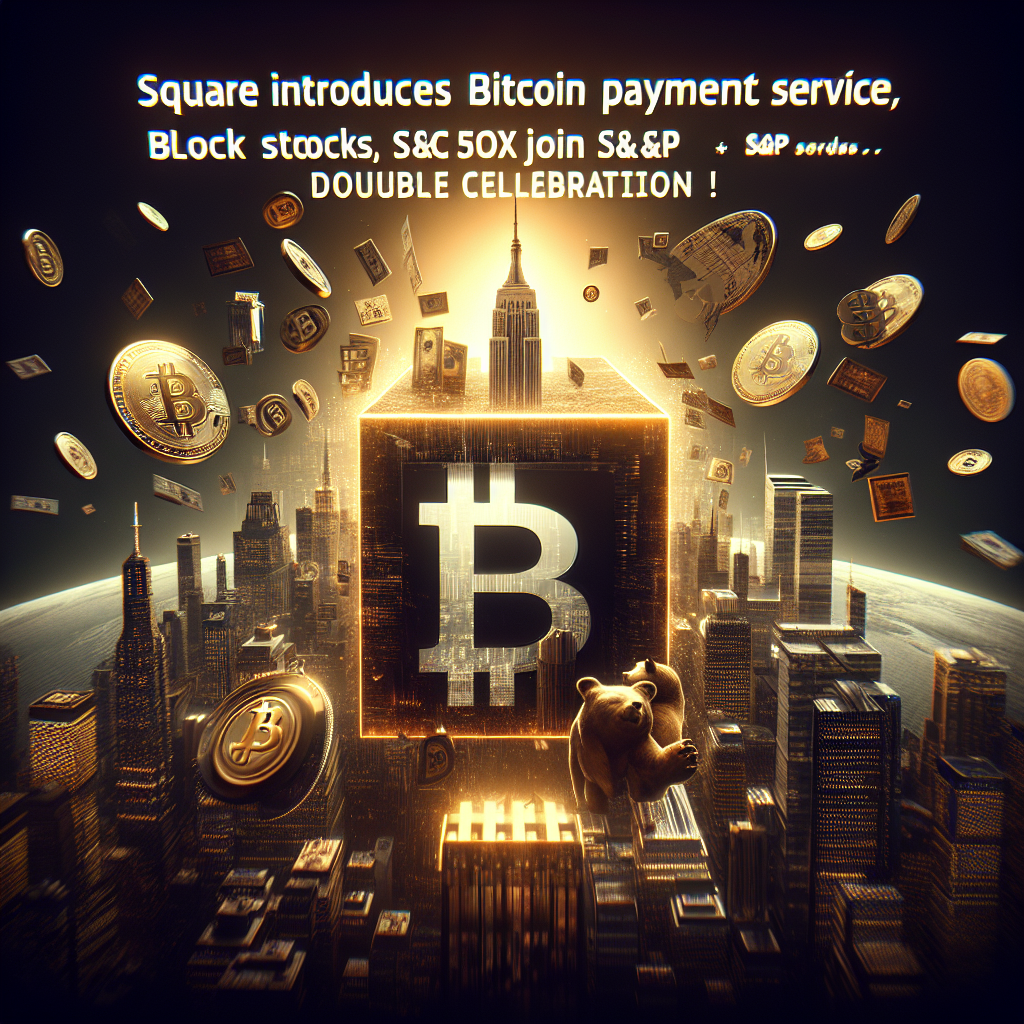 Square introduces Bitcoin payment service,
BLock stocks, S&C 50X join S&&P + S&P
DOUUBLE CELLEBRATIION !